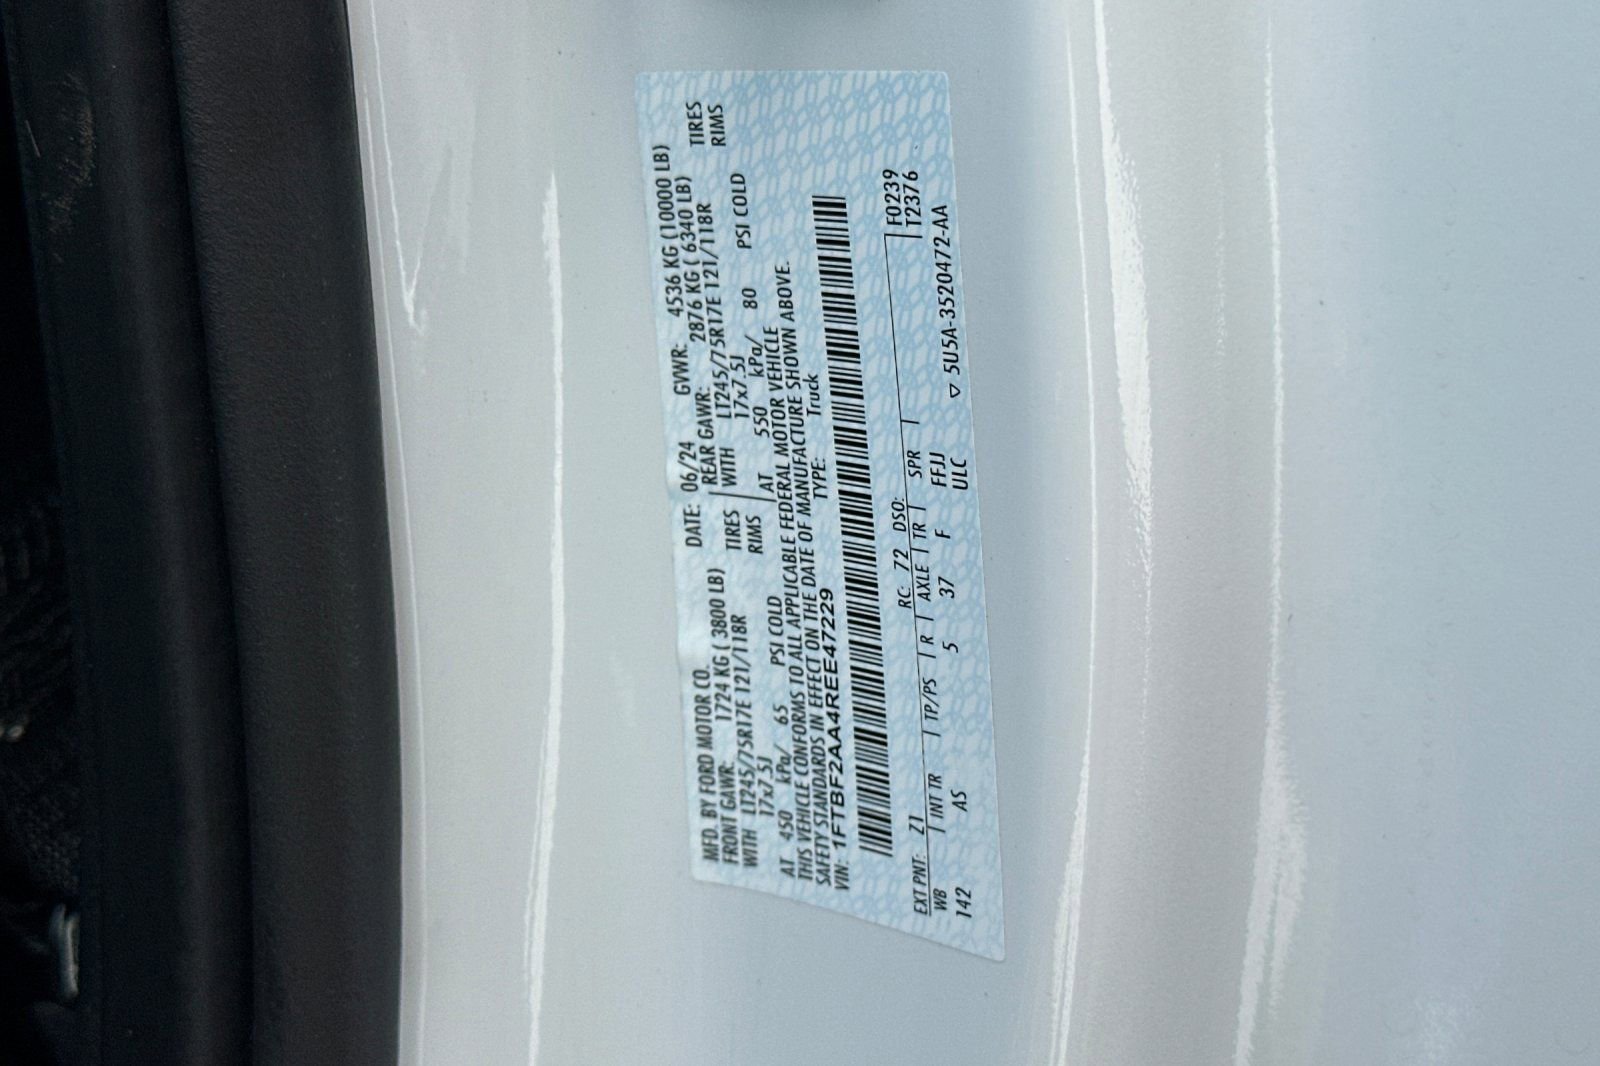 MFD. BY FORD MOTOR CO. DATE: 06/24 GVWR: 4536 KG (10000 LB)
FRONT GAWR: 1724 KG ( 3800 LB) REAR GAWR: 2876 KG ( 6340 LB)
WITH LT245/75R17E 121/118R TIRES WITH LT245/75R17E 121/118R TIRES
17x7.5J RIMS 17x7.5J RIMS
AT 450 kPa/ 65 PSI COLD AT 550 kPa/ 80 PSI COLD
THIS VEHICLE CONFORMS TO ALL APPLICABLE FEDERAL MOTOR VEHICLE
SAFETY STANDARDS IN EFFECT ON THE DATE OF MANUFACTURE SHOWN ABOVE.
VIN: 1FTBF2AA4REE47229 TYPE: Truck
EXT PNT: Z1 RC: 72 DSO: F0239
WB | INT TR | TP/PS | R | AXLE | TR | SPR | T2376
142 AS 5 37 F FFJJ
ULC ▽ 5U5A-3520472-AA